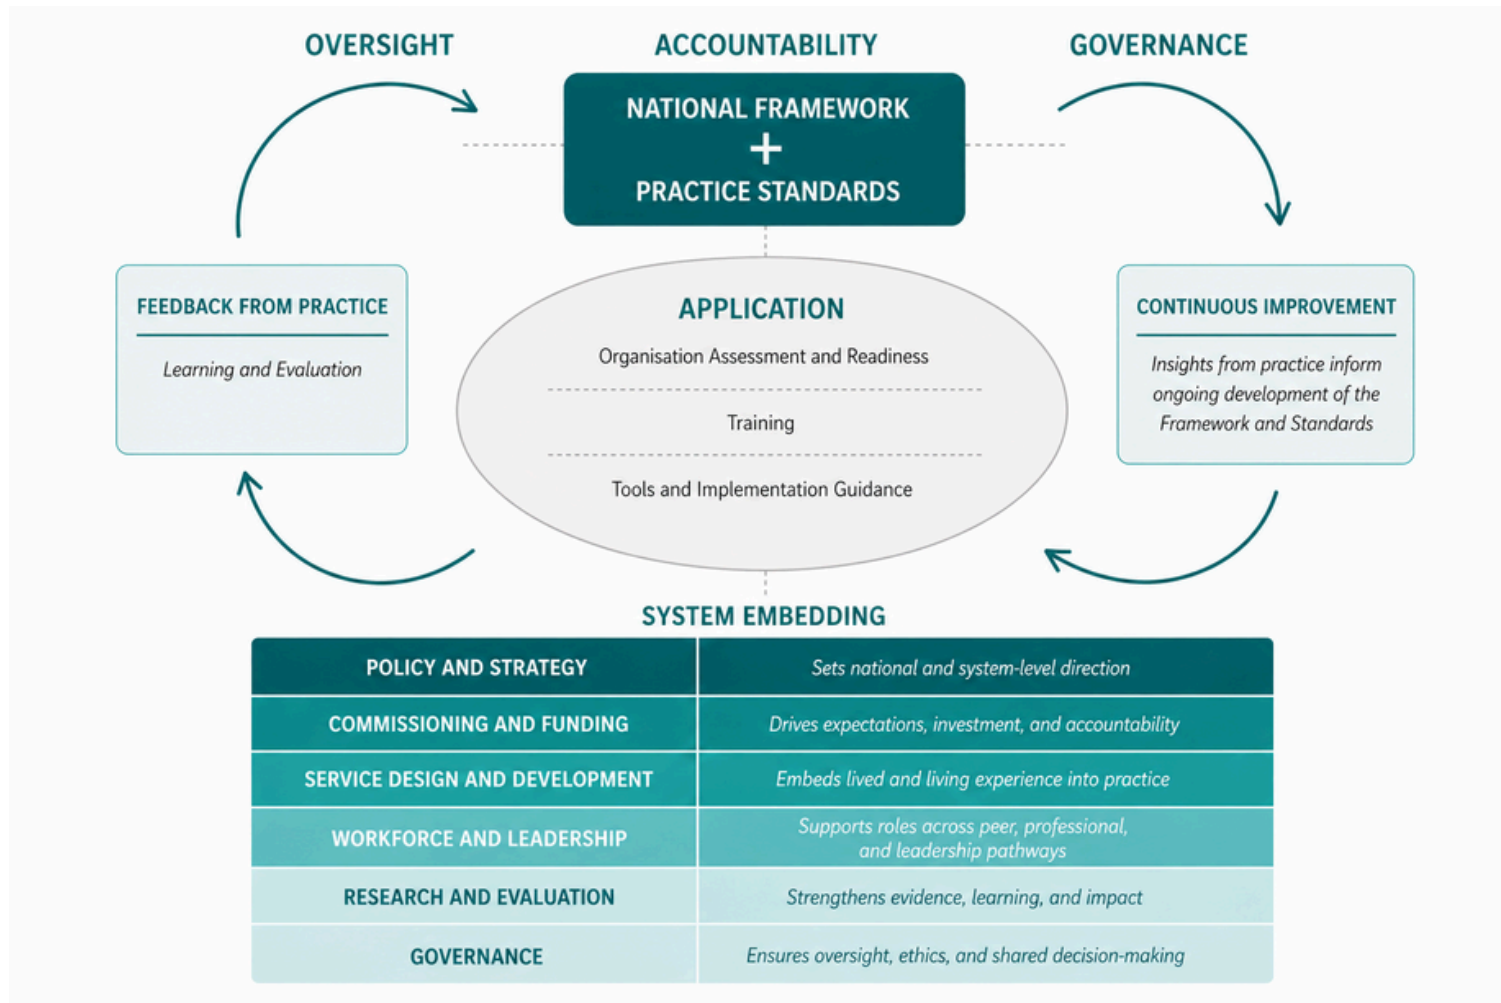 OVERSIGHT
ACCOUNTABILITY
GOVERNANCE
NATIONAL FRAMEWORK
+
PRACTICE STANDARDS
FEEDBACK FROM PRACTICE
Learning and Evaluation
APPLICATION
Organisation Assessment and Readiness
Training
Tools and Implementation Guidance
CONTINUOUS IMPROVEMENT
Insights from practice inform
ongoing development of the
Framework and Standards
SYSTEM EMBEDDING
POLICY AND STRATEGY
Sets national and system-level direction
COMMISSIONING AND FUNDING
Drives expectations, investment, and accountability
SERVICE DESIGN AND DEVELOPMENT
Embeds lived and living experience into practice
WORKFORCE AND LEADERSHIP
Supports roles across peer, professional,
and leadership pathways
RESEARCH AND EVALUATION
Strengthens evidence, learning, and impact
GOVERNANCE
Ensures oversight, ethics, and shared decision-making